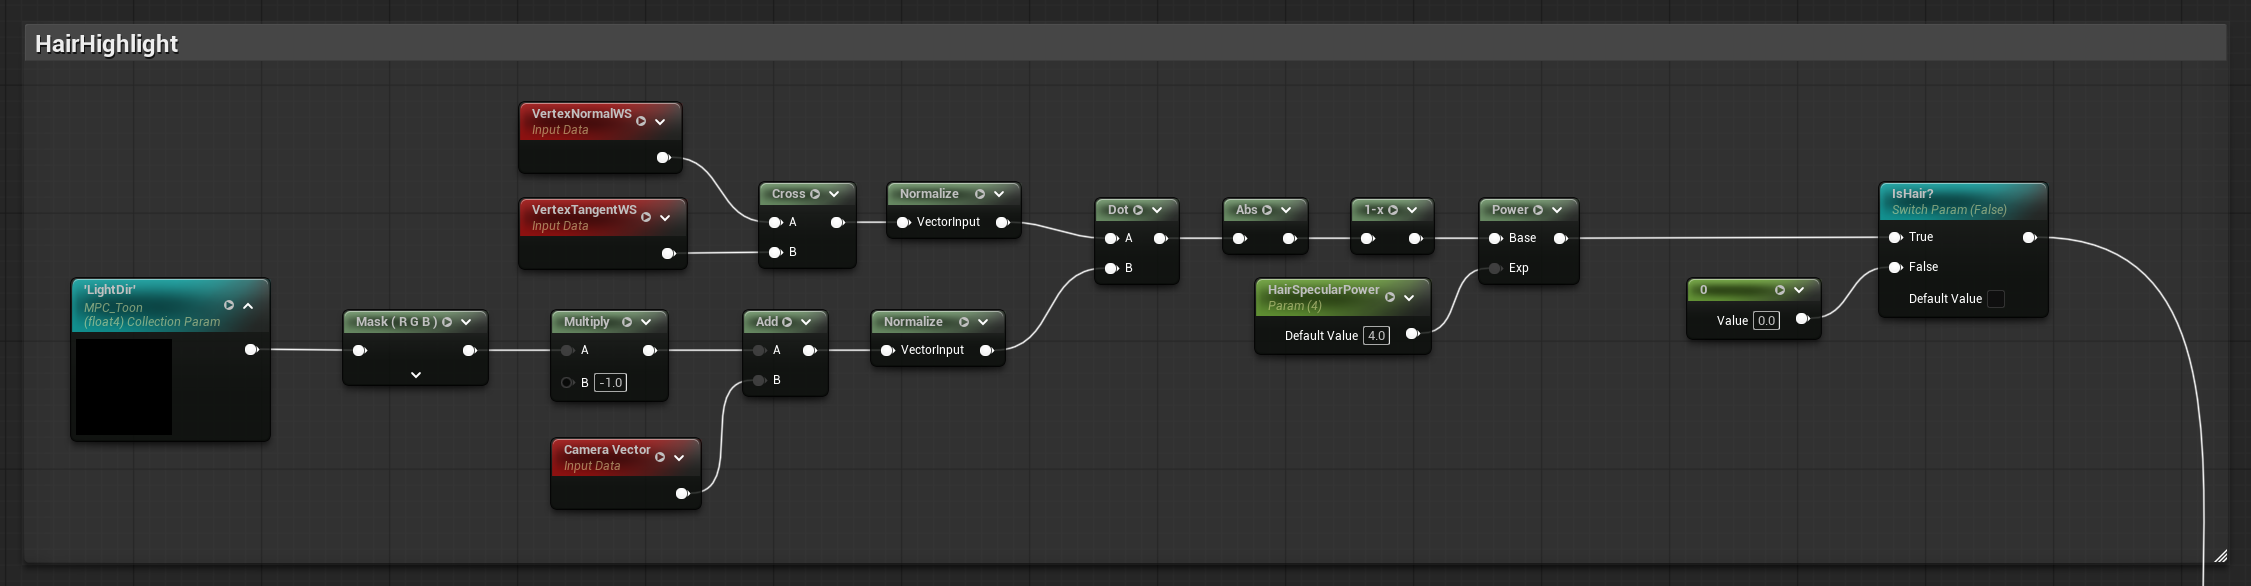 HairHighlight
VertexNormalWS
Input Data
VertexTangentWS
Input Data
Cross
A
B
Normalize
VectorInput
Dot
A
B
Abs
1-x
Power
Base
Exp
HairSpecularPower
Param (4)
Default Value 4.0
0
Value 0.0
IsHair?
Switch Param (False)
True
False
Default Value
'LightDir'
MPC_Toon
(float4) Collection Param
Mask ( R G B )
Multiply
A
B -1.0
Add
A
B
Normalize
VectorInput
Camera Vector
Input Data